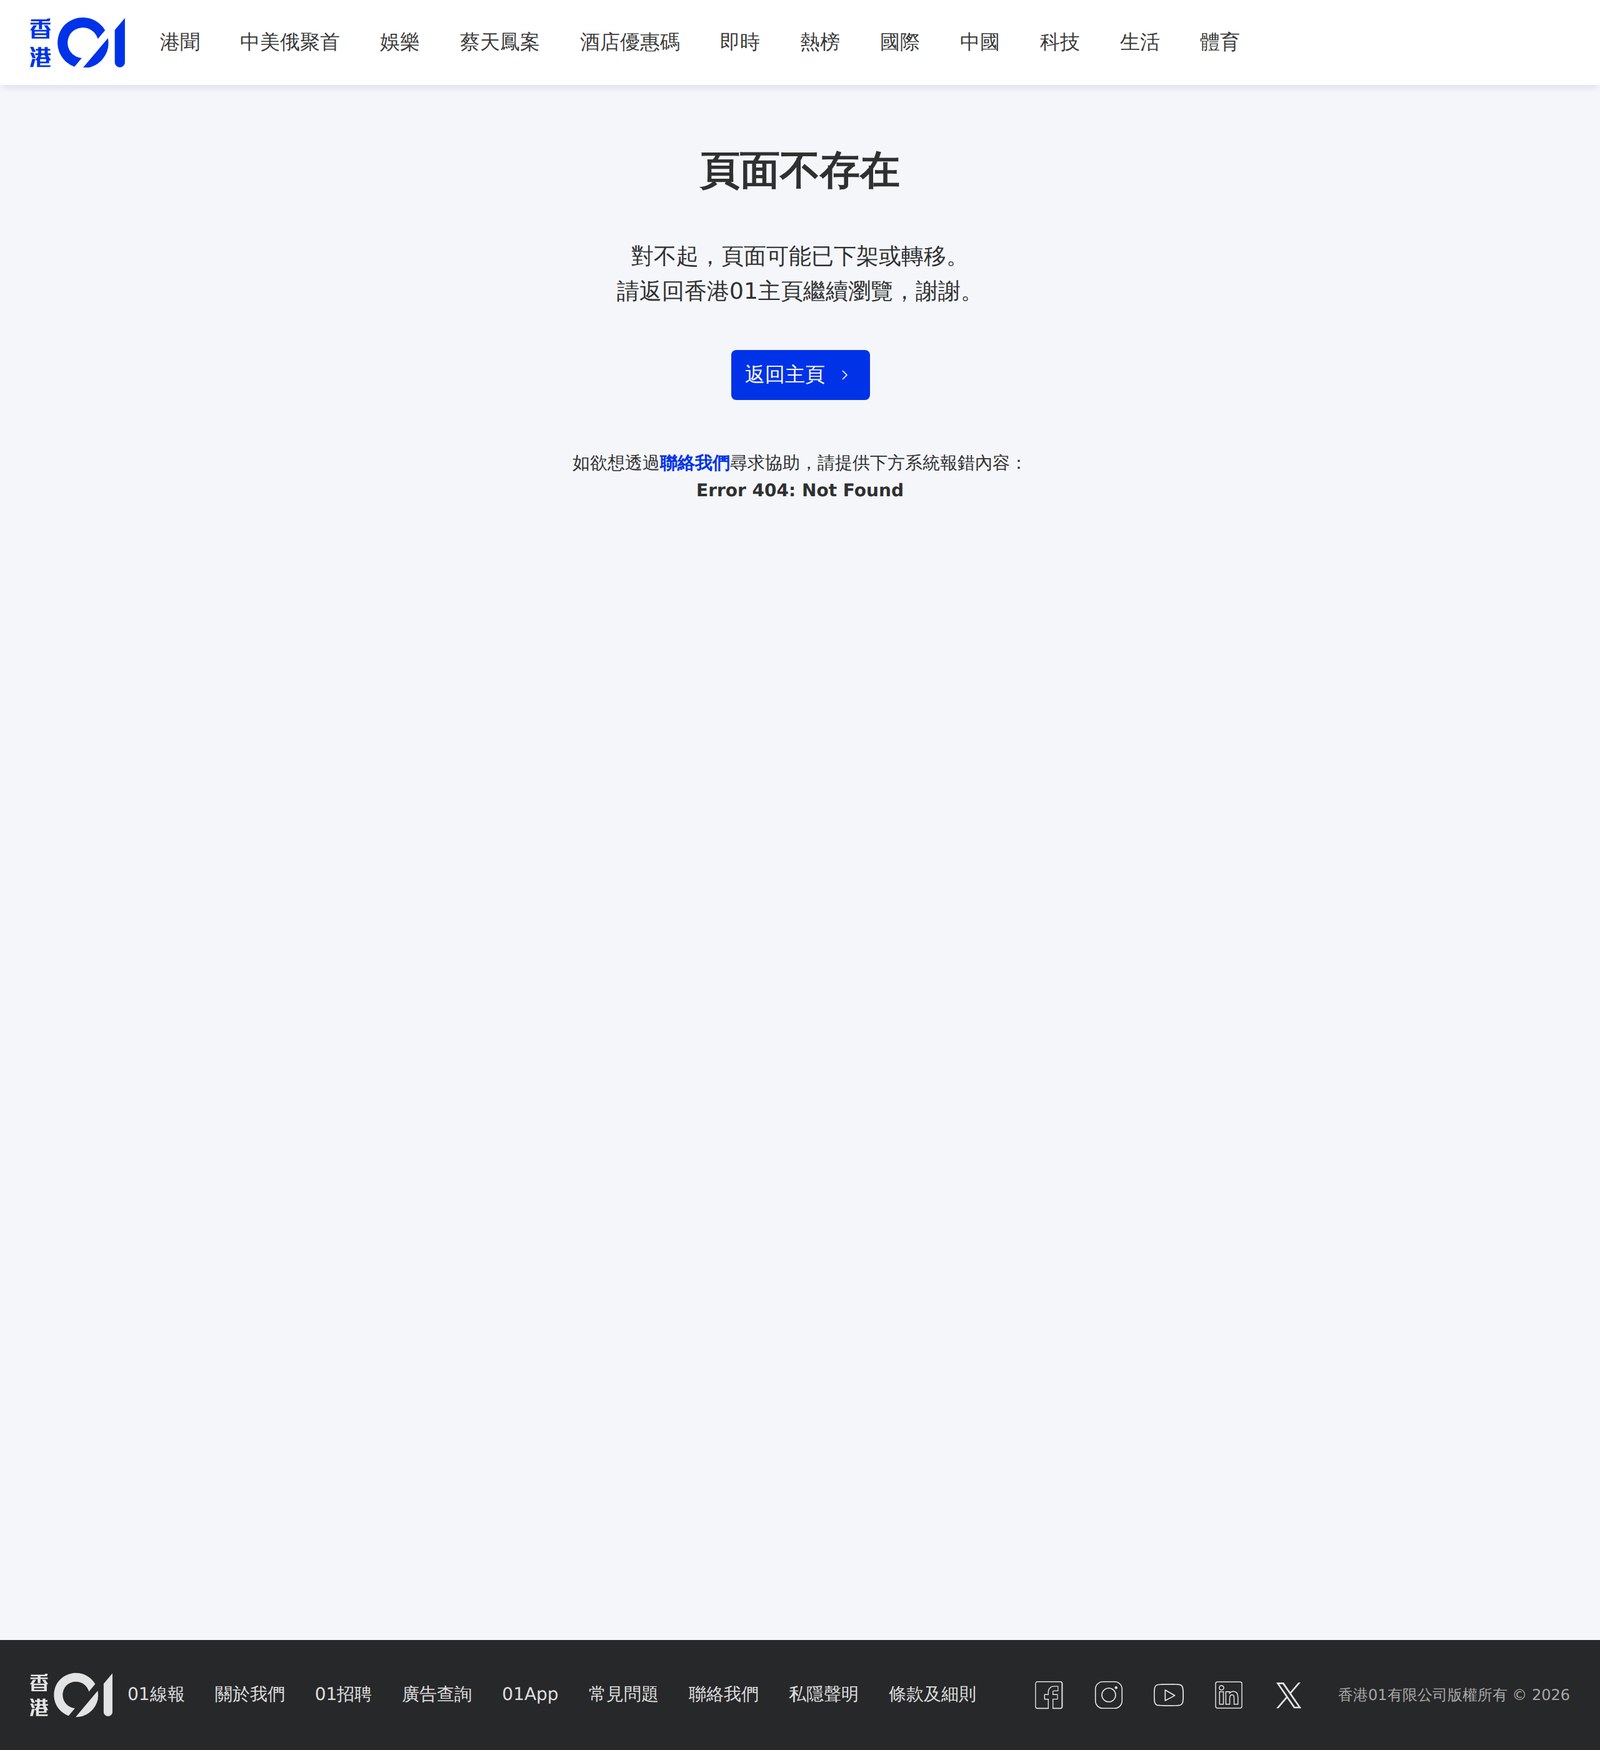 香港01 港聞 中美俄聚首 娛樂 蔡天鳳案 酒店優惠碼 即時 熱榜 國際 中國 科技 生活 體育
頁面不存在
對不起，頁面可能已下架或轉移。
請返回香港01主頁繼續瀏覽，謝謝。
返回主頁
如欲想透過聯絡我們尋求協助，請提供下方系統報錯內容：
Error 404: Not Found
香港01 01線報 關於我們 01招聘 廣告查詢 01App 常見問題 聯絡我們 私隱聲明 條款及細則 香港01有限公司版權所有 © 2026